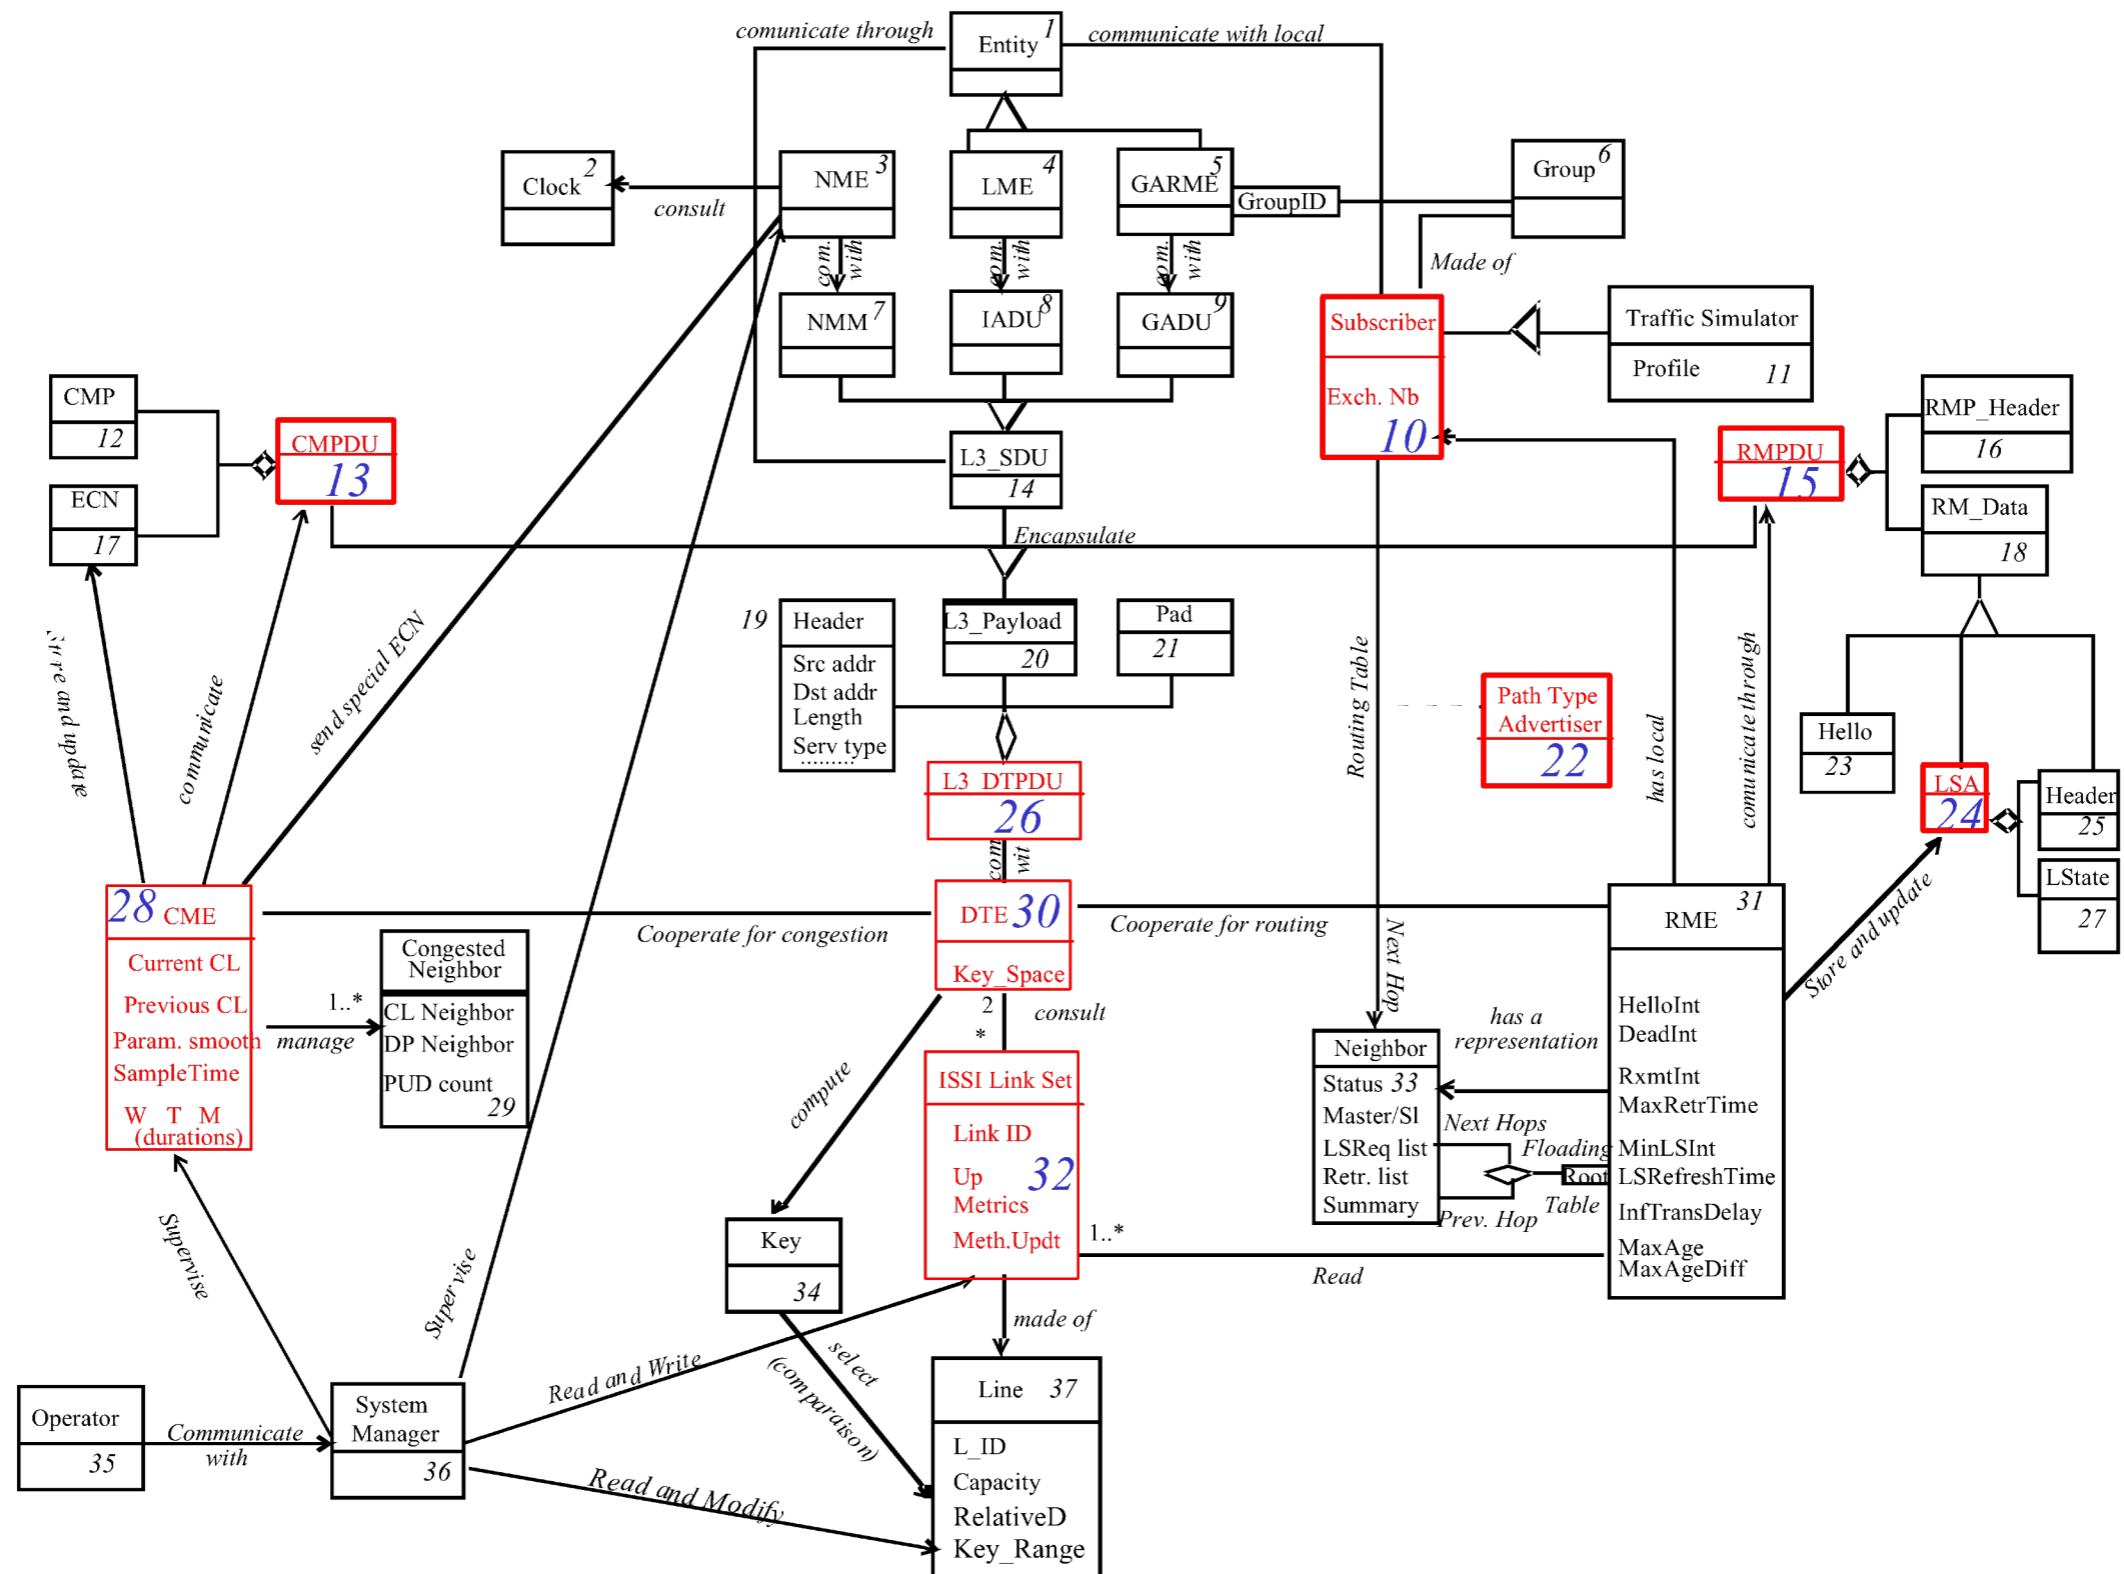 comunicate through
Entity 1
communicate with local
Clock 2
consult
NME 3
LME 4
GARME 5
GroupID
Group 6
Made of
com. with
com. with
com. with
NMM 7
IADU 8
GADU 9
Subscriber
Exch. Nb
10
Traffic Simulator
Profile 11
CMP
12
CMPDU
13
ECN
17
L3_SDU
14
RMPDU
15
RMP_Header
16
RM_Data
18
Encapsulate
19
Header
Src addr
Dst addr
Length
Serv type
.........
L3_Payload
20
Pad
21
Routing Table
Path Type
Advertiser
22
has local
comunicate through
Hello
23
LSA
24
Header
25
LState
27
and update
communicate
send special ECN
L3_DTPDU
26
com wit
28 CME
Current CL
Previous CL
Param. smooth
SampleTime
W T M
(durations)
Cooperate for congestion
DTE 30
Key_Space
Cooperate for routing
RME 31
HelloInt
DeadInt
RxmtInt
MaxRetrTime
MinLSInt
LSRefreshTime
InfTransDelay
MaxAge
MaxAgeDiff
Store and update
Congested
Neighbor
CL Neighbor
DP Neighbor
PUD count
29
1..*
manage
2
*
consult
compute
Next Hop
has a
representation
Neighbor
Status 33
Master/Sl
LSReq list
Retr. list
Summary
Next Hops
Floading
Root
Table
Prev. Hop
ISSI Link Set
Link ID
Up
32
Metrics
Meth.Updt
1..*
Read
Key
34
made of
Supervise
Supervise
select
(comparaison)
Read and Write
Line 37
L_ID
Capacity
RelativeD
Key_Range
Operator
35
Communicate
with
System
Manager
36
Read and Modify